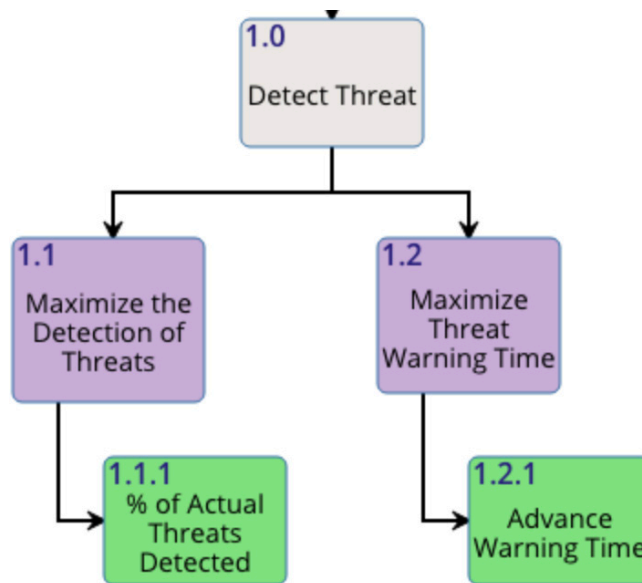 1.0
Detect Threat
1.1
Maximize the
Detection of
Threats
1.2
Maximize
Threat
Warning Time
1.1.1
% of Actual
Threats
Detected
1.2.1
Advance
Warning Time